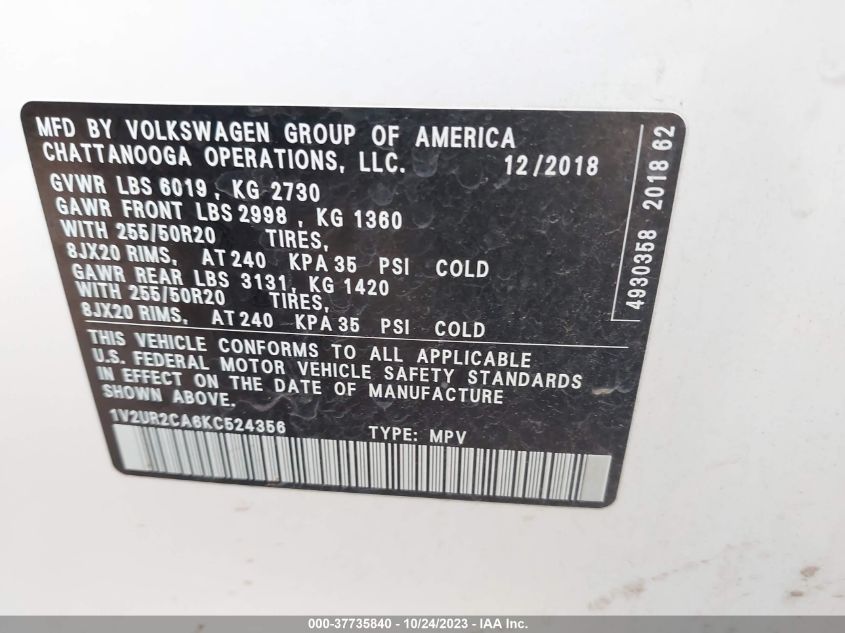 MFD BY VOLKSWAGEN GROUP OF AMERICA
CHATTANOOGA OPERATIONS, LLC. 12/2018
GVWR LBS 6019, KG 2730
GAWR FRONT LBS 2998, KG 1360
WITH 255/50R20 TIRES,
8JX20 RIMS, AT 240 KPA 35 PSI COLD
GAWR REAR LBS 3131, KG 1420
WITH 255/50R20 TIRES,
8JX20 RIMS, AT 240 KPA 35 PSI COLD
THIS VEHICLE CONFORMS TO ALL APPLICABLE
U.S. FEDERAL MOTOR VEHICLE SAFETY STANDARDS
IN EFFECT ON THE DATE OF MANUFACTURE
SHOWN ABOVE.
1V2UR2CA6KC524356 TYPE: MPV
4930358 2018 62
000-37735840 - 10/24/2023 - IAA Inc.